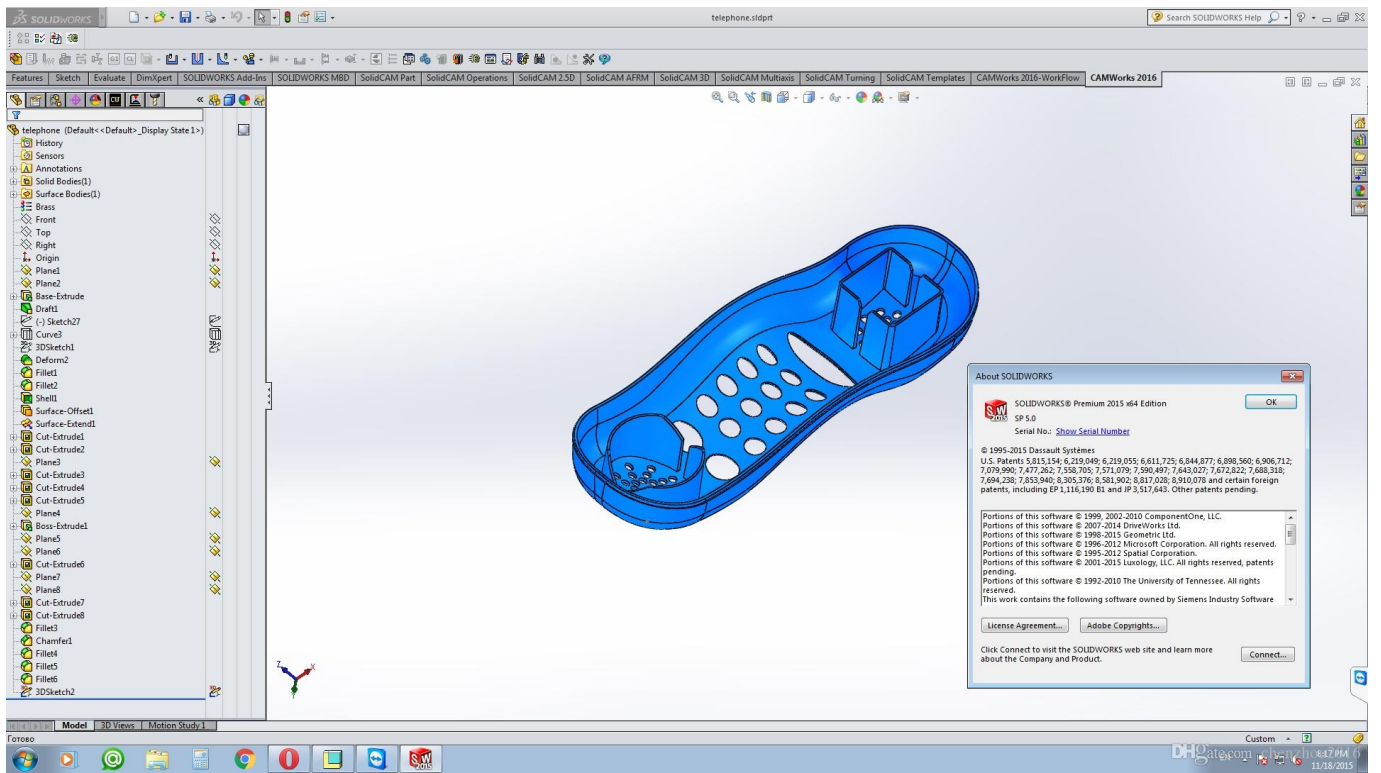 SOLIDWORKS
telephone.sldprt
Search SOLIDWORKS Help
Features Sketch Evaluate DimXpert SOLIDWORKS Add-Ins SOLIDWORKS MBD SolidCAM Part SolidCAM Operations SolidCAM 2.5D SolidCAM AFRM SolidCAM 3D SolidCAM Multiaxis SolidCAM Turning SolidCAM Templates CAMWorks 2016-WorkFlow CAMWorks 2016
telephone (Default<<Default>_Display State 1>)
History
Sensors
Annotations
Solid Bodies(1)
Surface Bodies(1)
Brass
Front
Top
Right
Origin
Plane1
Plane2
Base-Extrude
Draft1
(-) Sketch27
Curve3
3DSketch1
Deform2
Fillet1
Fillet2
Shell1
Surface-Offset1
Surface-Extend1
Cut-Extrude1
Cut-Extrude2
Plane3
Cut-Extrude3
Cut-Extrude4
Cut-Extrude5
Plane4
Boss-Extrude1
Plane5
Plane6
Cut-Extrude6
Plane7
Plane8
Cut-Extrude7
Cut-Extrude8
Fillet3
Chamfer1
Fillet4
Fillet5
Fillet6
3DSketch2
Z X Y
About SOLIDWORKS
SOLIDWORKS® Premium 2015 x64 Edition
OK
SP 5.0
Serial No.: Show Serial Number
© 1995-2015 Dassault Systèmes
U.S. Patents 5,815,154; 6,219,049; 6,219,055; 6,611,725; 6,844,877; 6,898,560; 6,906,712;
7,079,990; 7,477,262; 7,558,705; 7,571,079; 7,590,497; 7,643,027; 7,672,822; 7,688,318;
7,694,238; 7,853,940; 8,305,376; 8,581,902; 8,817,028; 8,910,078 and certain foreign
patents, including EP 1,116,190 B1 and JP 3,517,643. Other patents pending.
Portions of this software © 1999, 2002-2010 ComponentOne, LLC.
Portions of this software © 2007-2014 DriveWorks Ltd.
Portions of this software © 1998-2015 Geometric Ltd.
Portions of this software © 1996-2012 Microsoft Corporation. All rights reserved.
Portions of this software © 1995-2012 Spatial Corporation.
Portions of this software © 2001-2015 Luxology, LLC. All rights reserved, patents
pending.
Portions of this software © 1992-2010 The University of Tennessee. All rights
reserved.
This work contains the following software owned by Siemens Industry Software
License Agreement... Adobe Copyrights...
Click Connect to visit the SOLIDWORKS web site and learn more
about the Company and Product.
Connect...
Model 3D Views Motion Study 1
Готово
Custom
DHgate.com
8:17 PM
11/18/2015